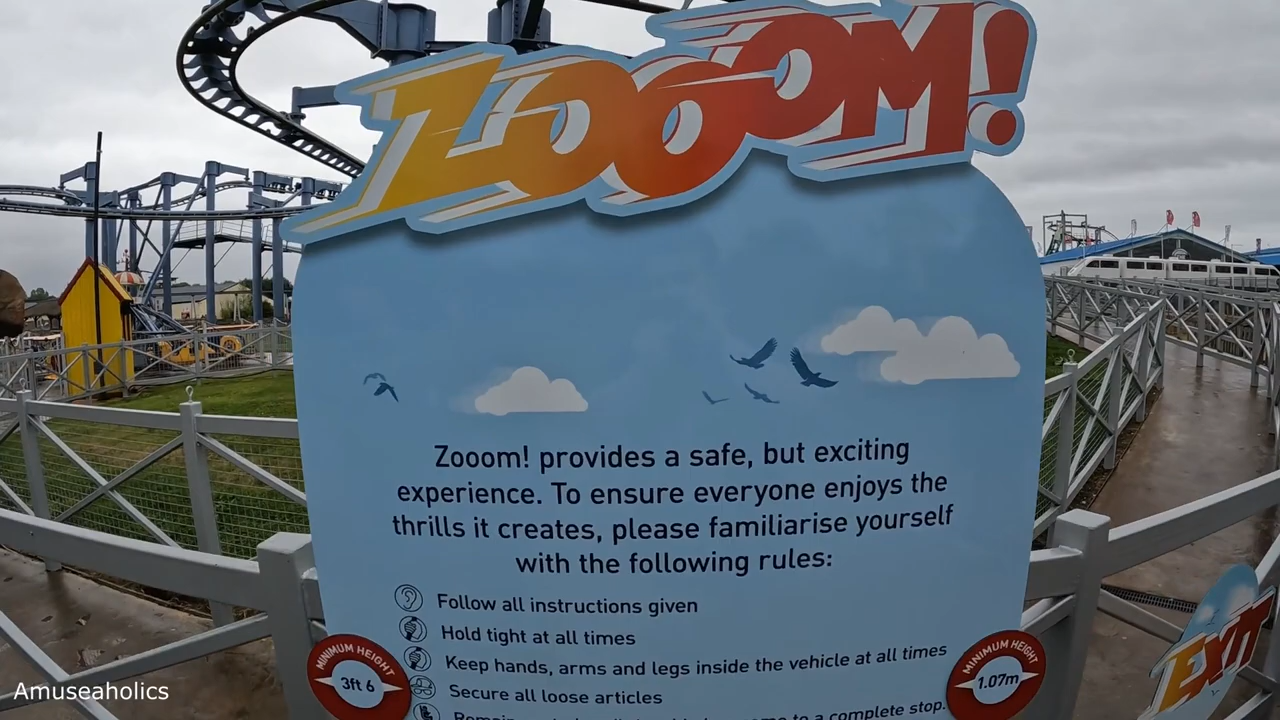 ZOOOM!
Zooom! provides a safe, but exciting
experience. To ensure everyone enjoys the
thrills it creates, please familiarise yourself
with the following rules:
Follow all instructions given
Hold tight at all times
Keep hands, arms and legs inside the vehicle at all times
Secure all loose articles
to a complete stop.
MINIMUM HEIGHT
3ft 6
MINIMUM HEIGHT
1.07m
EXIT
Amuseaholics